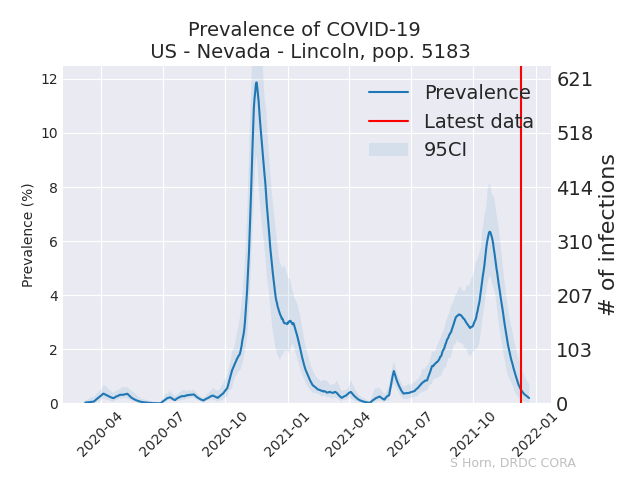 Prevalence of COVID-19
US - Nevada - Lincoln, pop. 5183
Prevalence (%)
12
10
8
6
4
2
0
621
518
414
310
207
103
0
# of infections
Prevalence
Latest data
95CI
2020-04
2020-07
2020-10
2021-01
2021-04
2021-07
2021-10
2022-01
S Horn, DRDC CORA